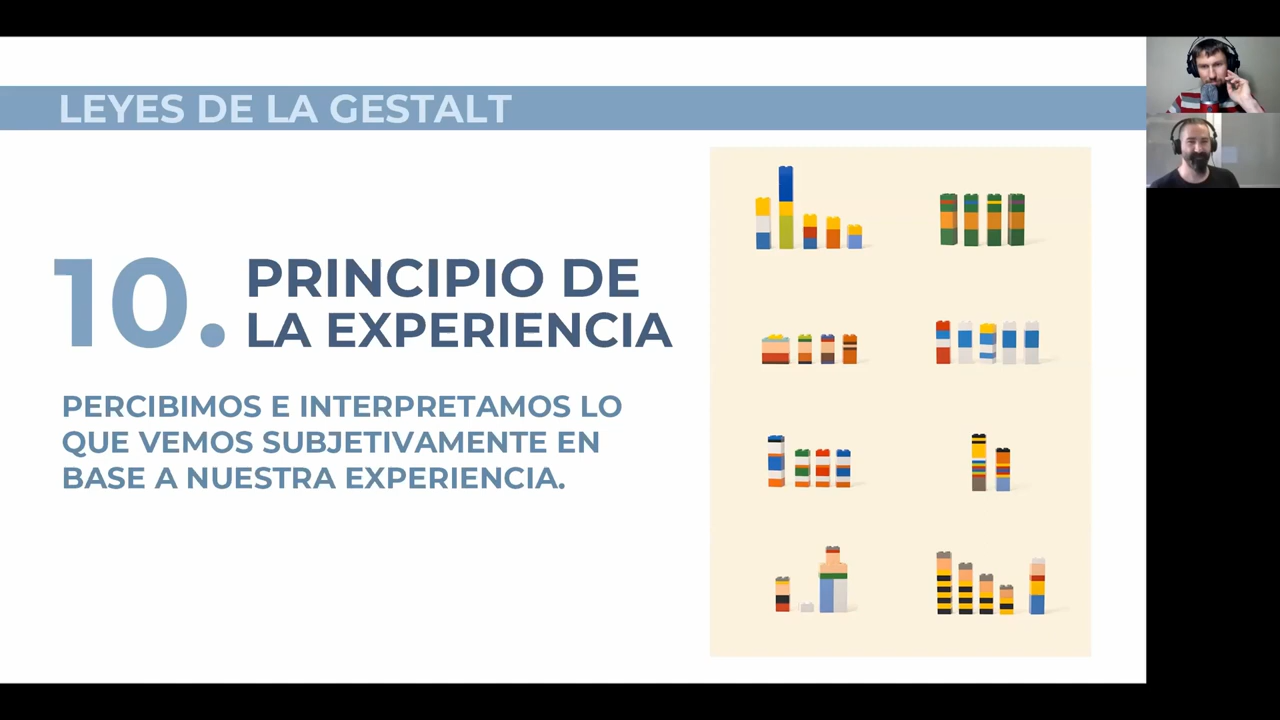 LEYES DE LA GESTALT
10.
PRINCIPIO DE
LA EXPERIENCIA
PERCIBIMOS E INTERPRETAMOS LO
QUE VEMOS SUBJETIVAMENTE EN
BASE A NUESTRA EXPERIENCIA.